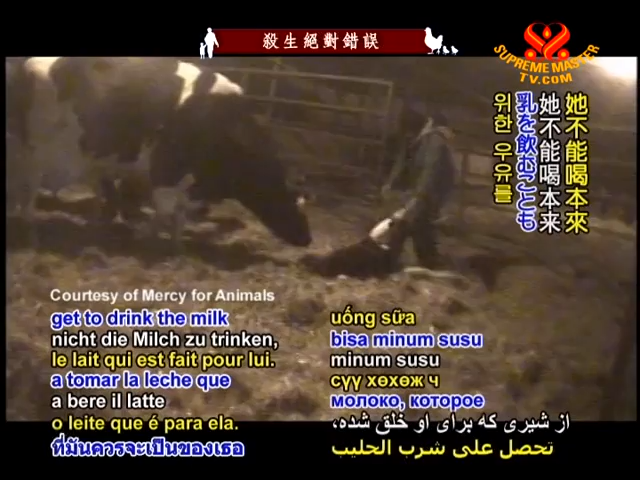 殺生絕對錯誤
SUPREME MASTER
TV.COM
她不能喝本來
她不能喝本来
乳を飲むことも
위한 우유를
Courtesy of Mercy for Animals
get to drink the milk
nicht die Milch zu trinken,
le lait qui est fait pour lui.
a tomar la leche que
a bere il latte
o leite que é para ela.
ที่มันควรจะเป็นของเธอ
uống sữa
bisa minum susu
minum susu
сүү хөхөж ч
молоко, которое
از شیری که برای او خلق شده،
تحصل على شرب الحليب